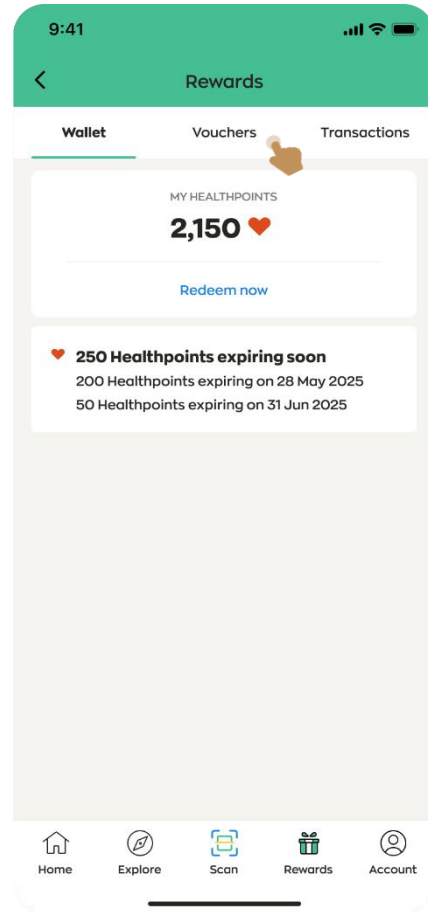 9:41
Rewards
Wallet Vouchers Transactions
MY HEALTHPOINTS
2,150
Redeem now
250 Healthpoints expiring soon
200 Healthpoints expiring on 28 May 2025
50 Healthpoints expiring on 31 Jun 2025
Home Explore Scan Rewards Account